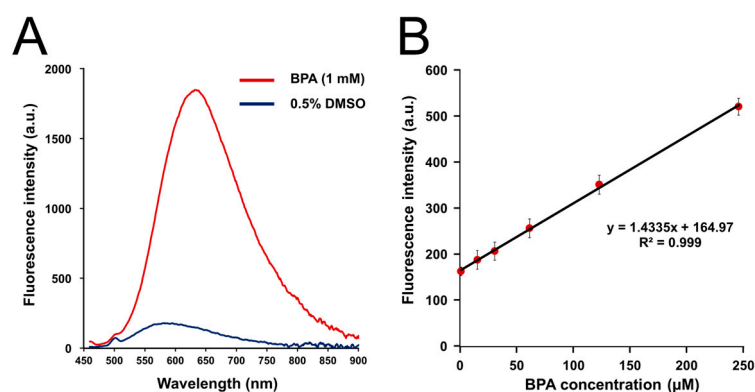 A
Fluorescence intensity (a.u.)
2000
1500
1000
500
0
450
500
550
600
650
700
750
800
850
900
Wavelength (nm)
BPA (1 mM)
0.5% DMSO
B
Fluorescence intensity (a.u.)
600
500
400
300
200
100
0
0
50
100
150
200
250
BPA concentration (µM)
y = 1.4335x + 164.97
R² = 0.999